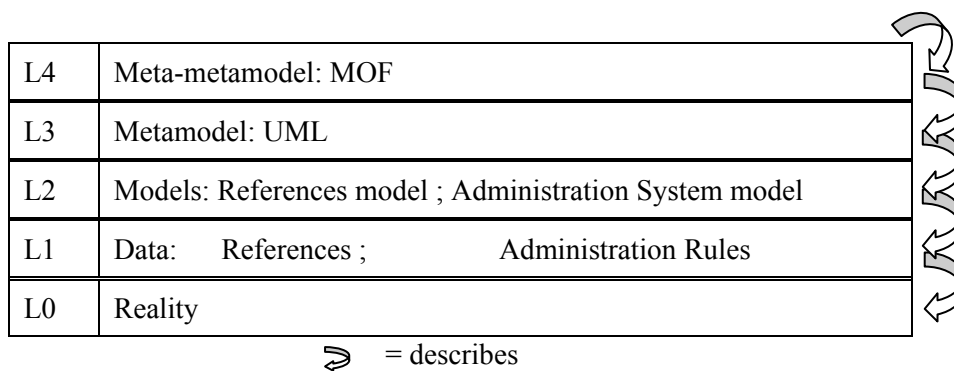 L4 Meta-metamodel: MOF
L3 Metamodel: UML
L2 Models: References model ; Administration System model
L1 Data: References ; Administration Rules
L0 Reality
= describes